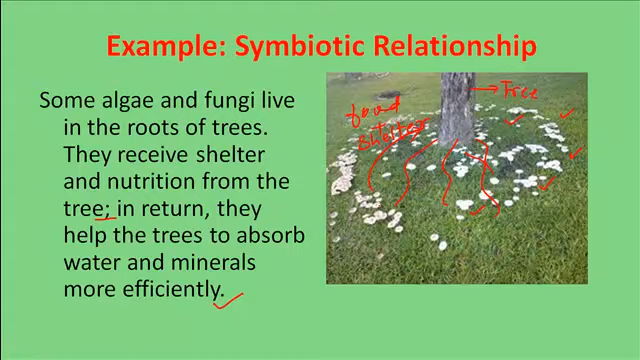 Example: Symbiotic Relationship
Some algae and fungi live
in the roots of trees.
They receive shelter
and nutrition from the
tree; in return, they
help the trees to absorb
water and minerals
more efficiently.
→ Tree
food
+
Shelter